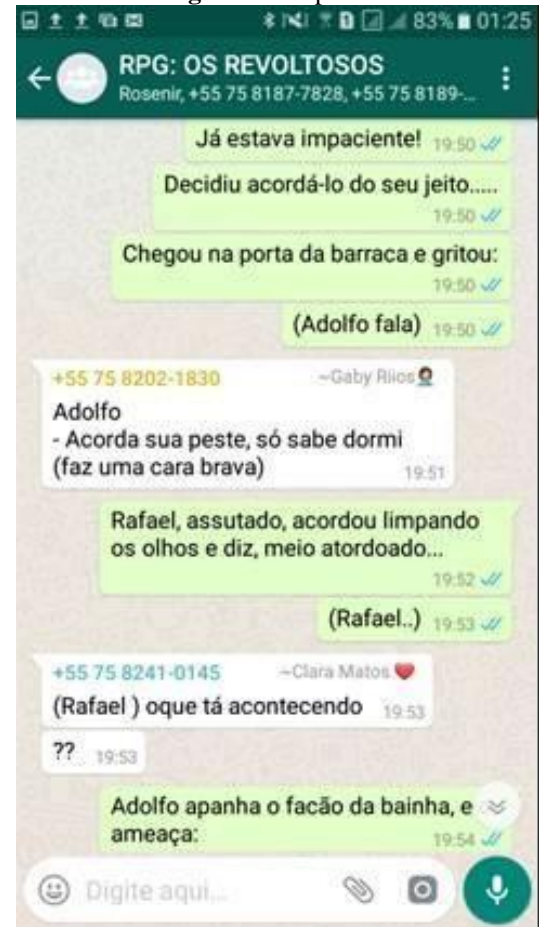 83% 01:25
RPG: OS REVOLTOSOS
Rosenir, +55 75 8187-7828, +55 75 8189-...
Já estava impaciente! 19:50
Decidiu acordá-lo do seu jeito.....
19:50
Chegou na porta da barraca e gritou:
19:50
(Adolfo fala) 19:50
+55 75 8202-1830 ~Gaby Riios
Adolfo
- Acorda sua peste, só sabe dormi
(faz uma cara brava) 19:51
Rafael, assutado, acordou limpando
os olhos e diz, meio atordoado...
19:52
(Rafael..) 19:53
+55 75 8241-0145 ~Clara Matos
(Rafael ) oque tá acontecendo 19:53
?? 19:53
Adolfo apanha o facão da bainha, e
ameaça: 19:54
Digite aqui...